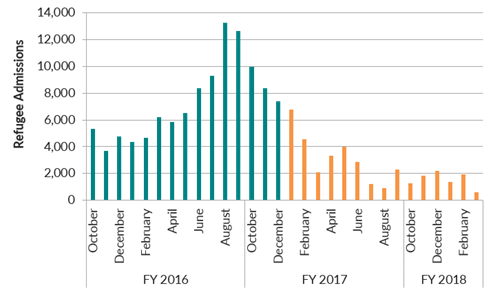 14,000
12,000
10,000
8,000
6,000
4,000
2,000
0
Refugee Admissions
October
December
February
April
June
August
October
December
February
April
June
August
October
December
February
FY 2016
FY 2017
FY 2018